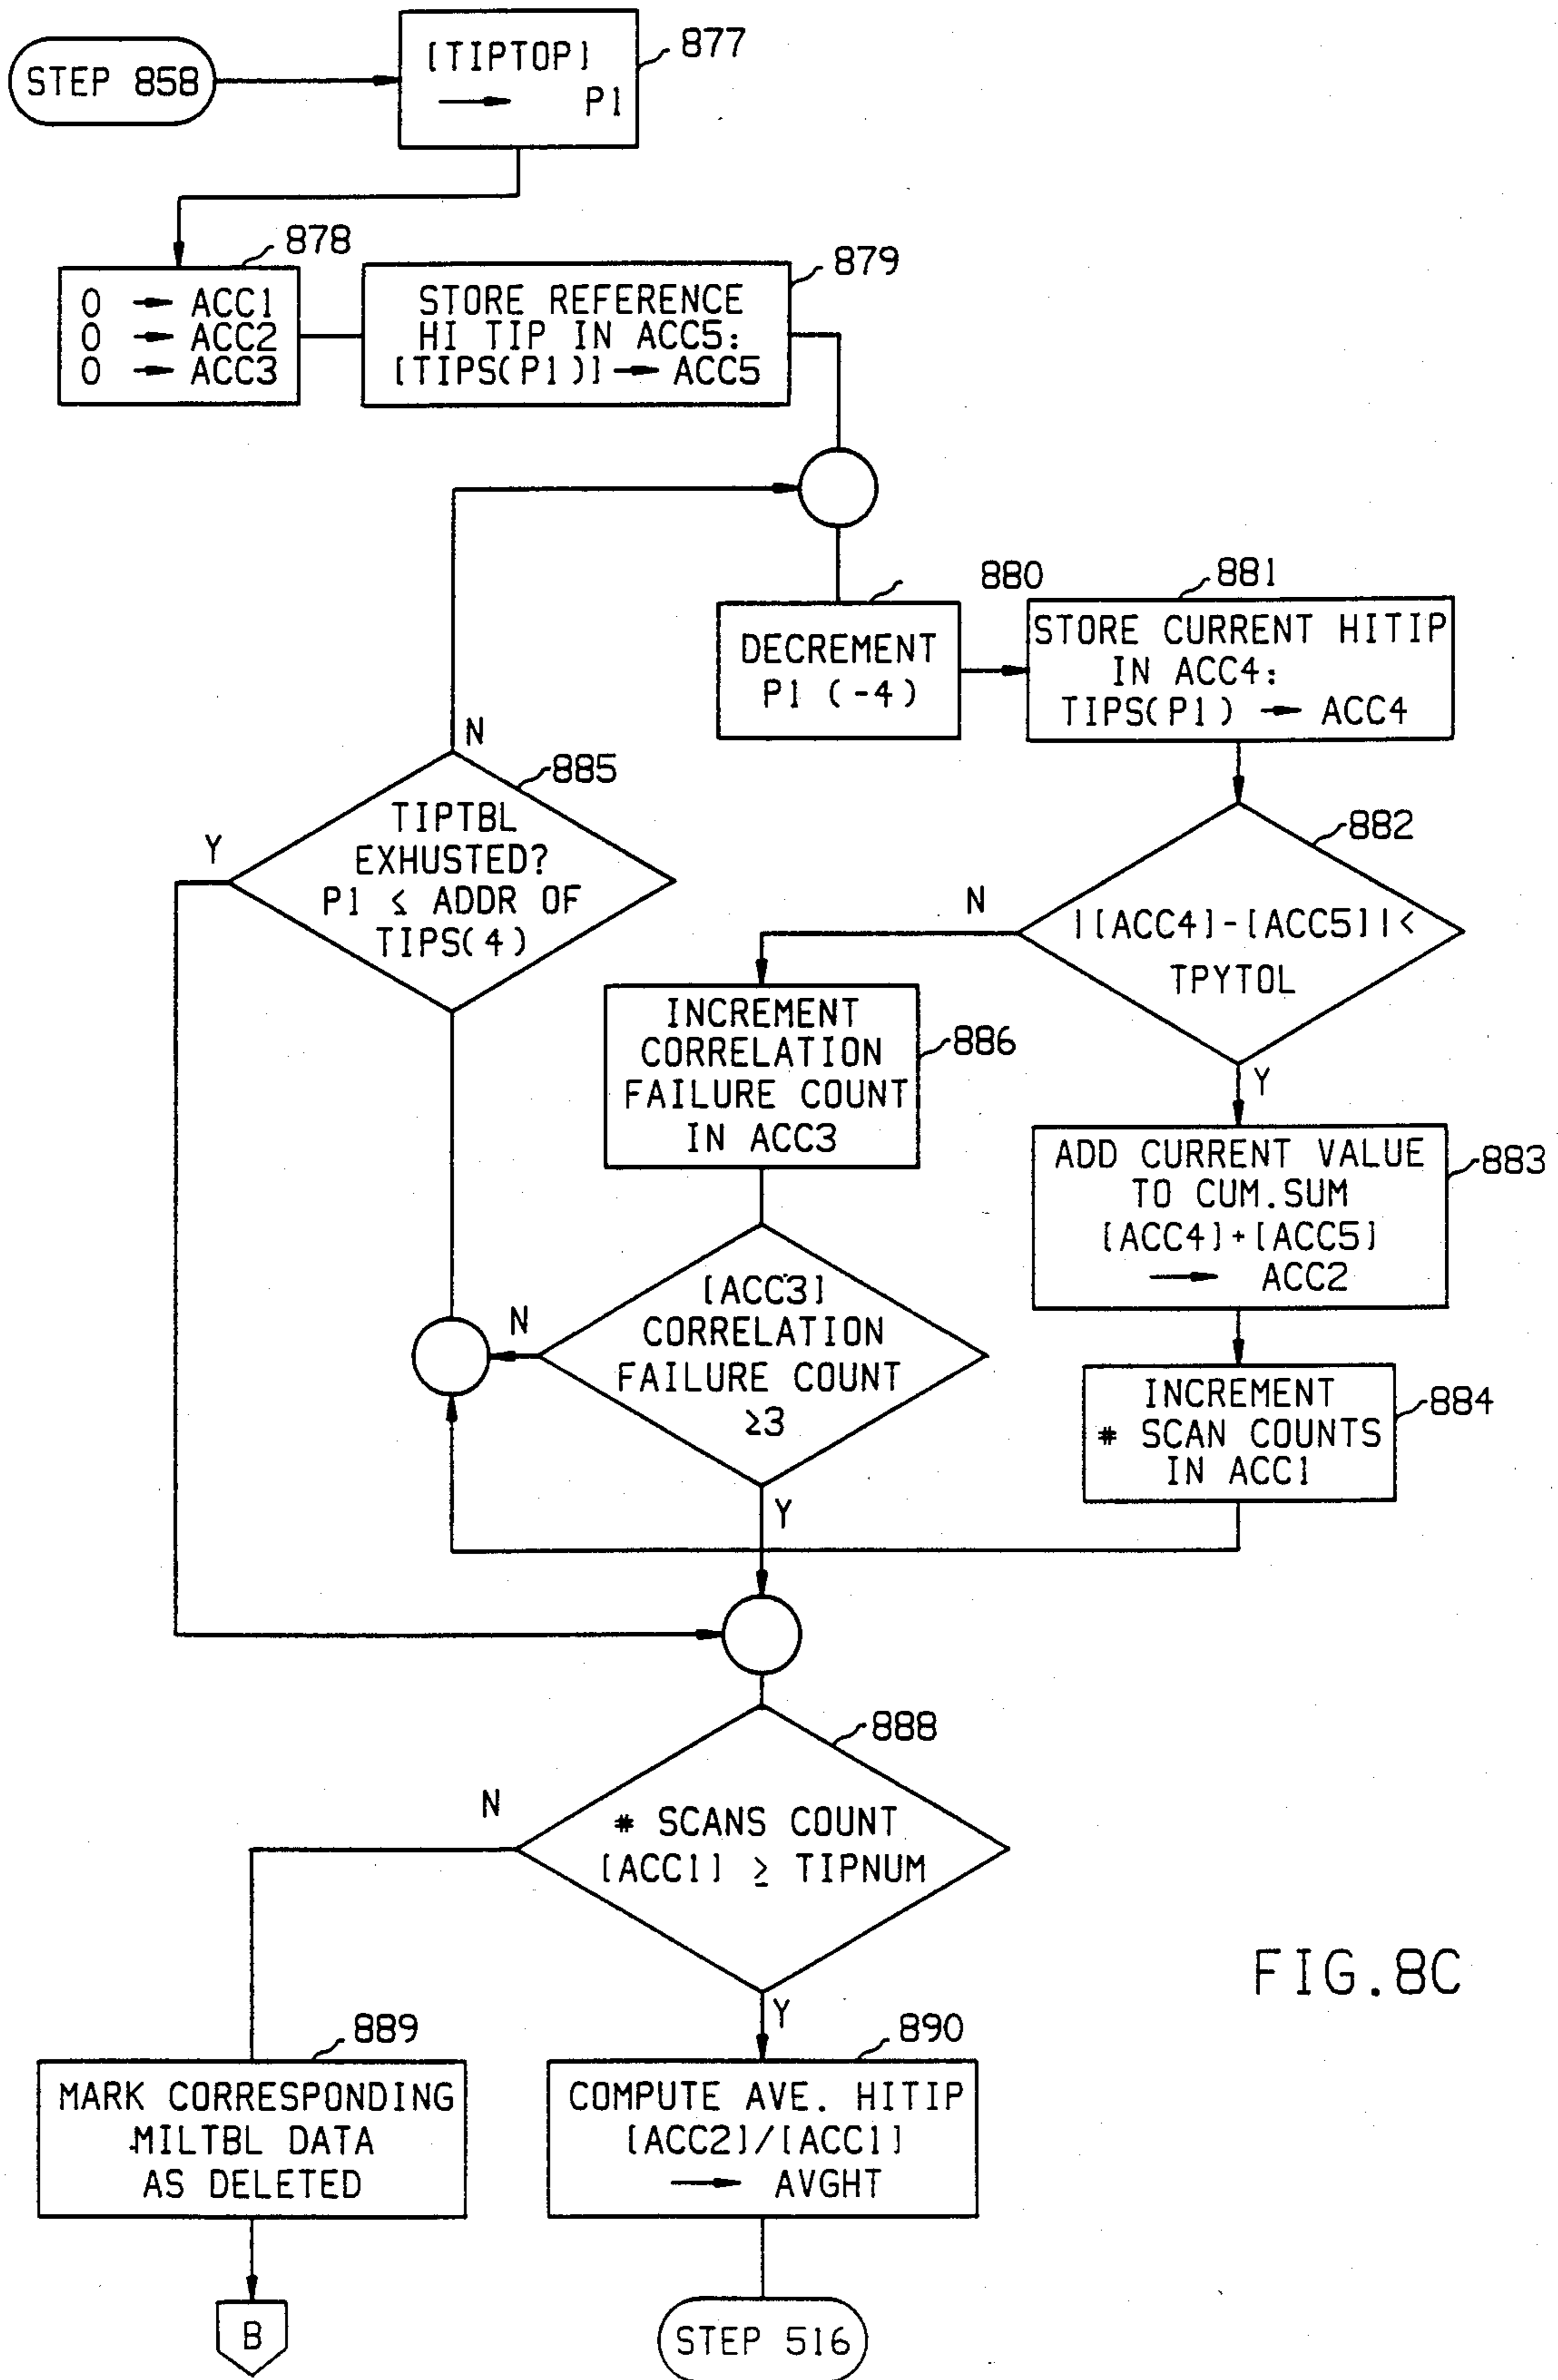 STEP 858
[TIPTOP]
→ P1
877
878
0 → ACC1
0 → ACC2
0 → ACC3
879
STORE REFERENCE
HI TIP IN ACC5:
[TIPS(P1)] → ACC5
880
DECREMENT
P1 (-4)
881
STORE CURRENT HITIP
IN ACC4:
TIPS(P1) → ACC4
N
885
Y
TIPTBL
EXHUSTED?
P1 ≤ ADDR OF
TIPS(4)
882
N
|[ACC4]-[ACC5]|<
TPYTOL
Y
INCREMENT
CORRELATION
FAILURE COUNT
IN ACC3
886
ADD CURRENT VALUE
TO CUM.SUM
[ACC4]+[ACC5]
→ ACC2
883
N
[ACC3]
CORRELATION
FAILURE COUNT
≥3
Y
INCREMENT
# SCAN COUNTS
IN ACC1
884
888
N
# SCANS COUNT
[ACC1] ≥ TIPNUM
Y
FIG.8C
889
MARK CORRESPONDING
MILTBL DATA
AS DELETED
890
COMPUTE AVE. HITIP
[ACC2]/[ACC1]
→ AVGHT
B
STEP 516